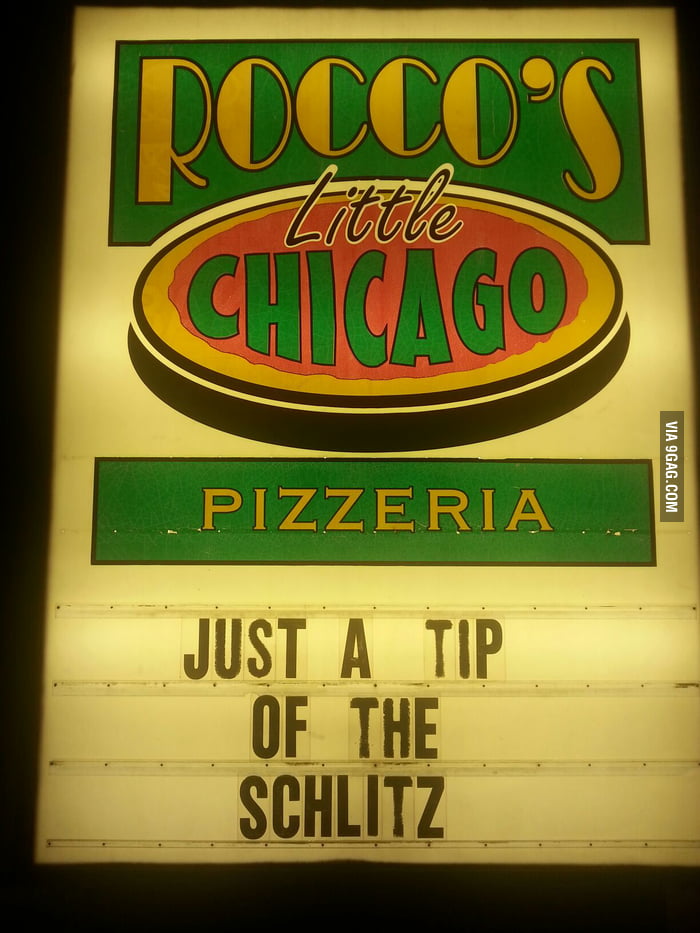 ROCCO'S
Little
CHICAGO
PIZZERIA
JUST A TIP
OF THE
SCHLITZ
VIA 9GAG.COM